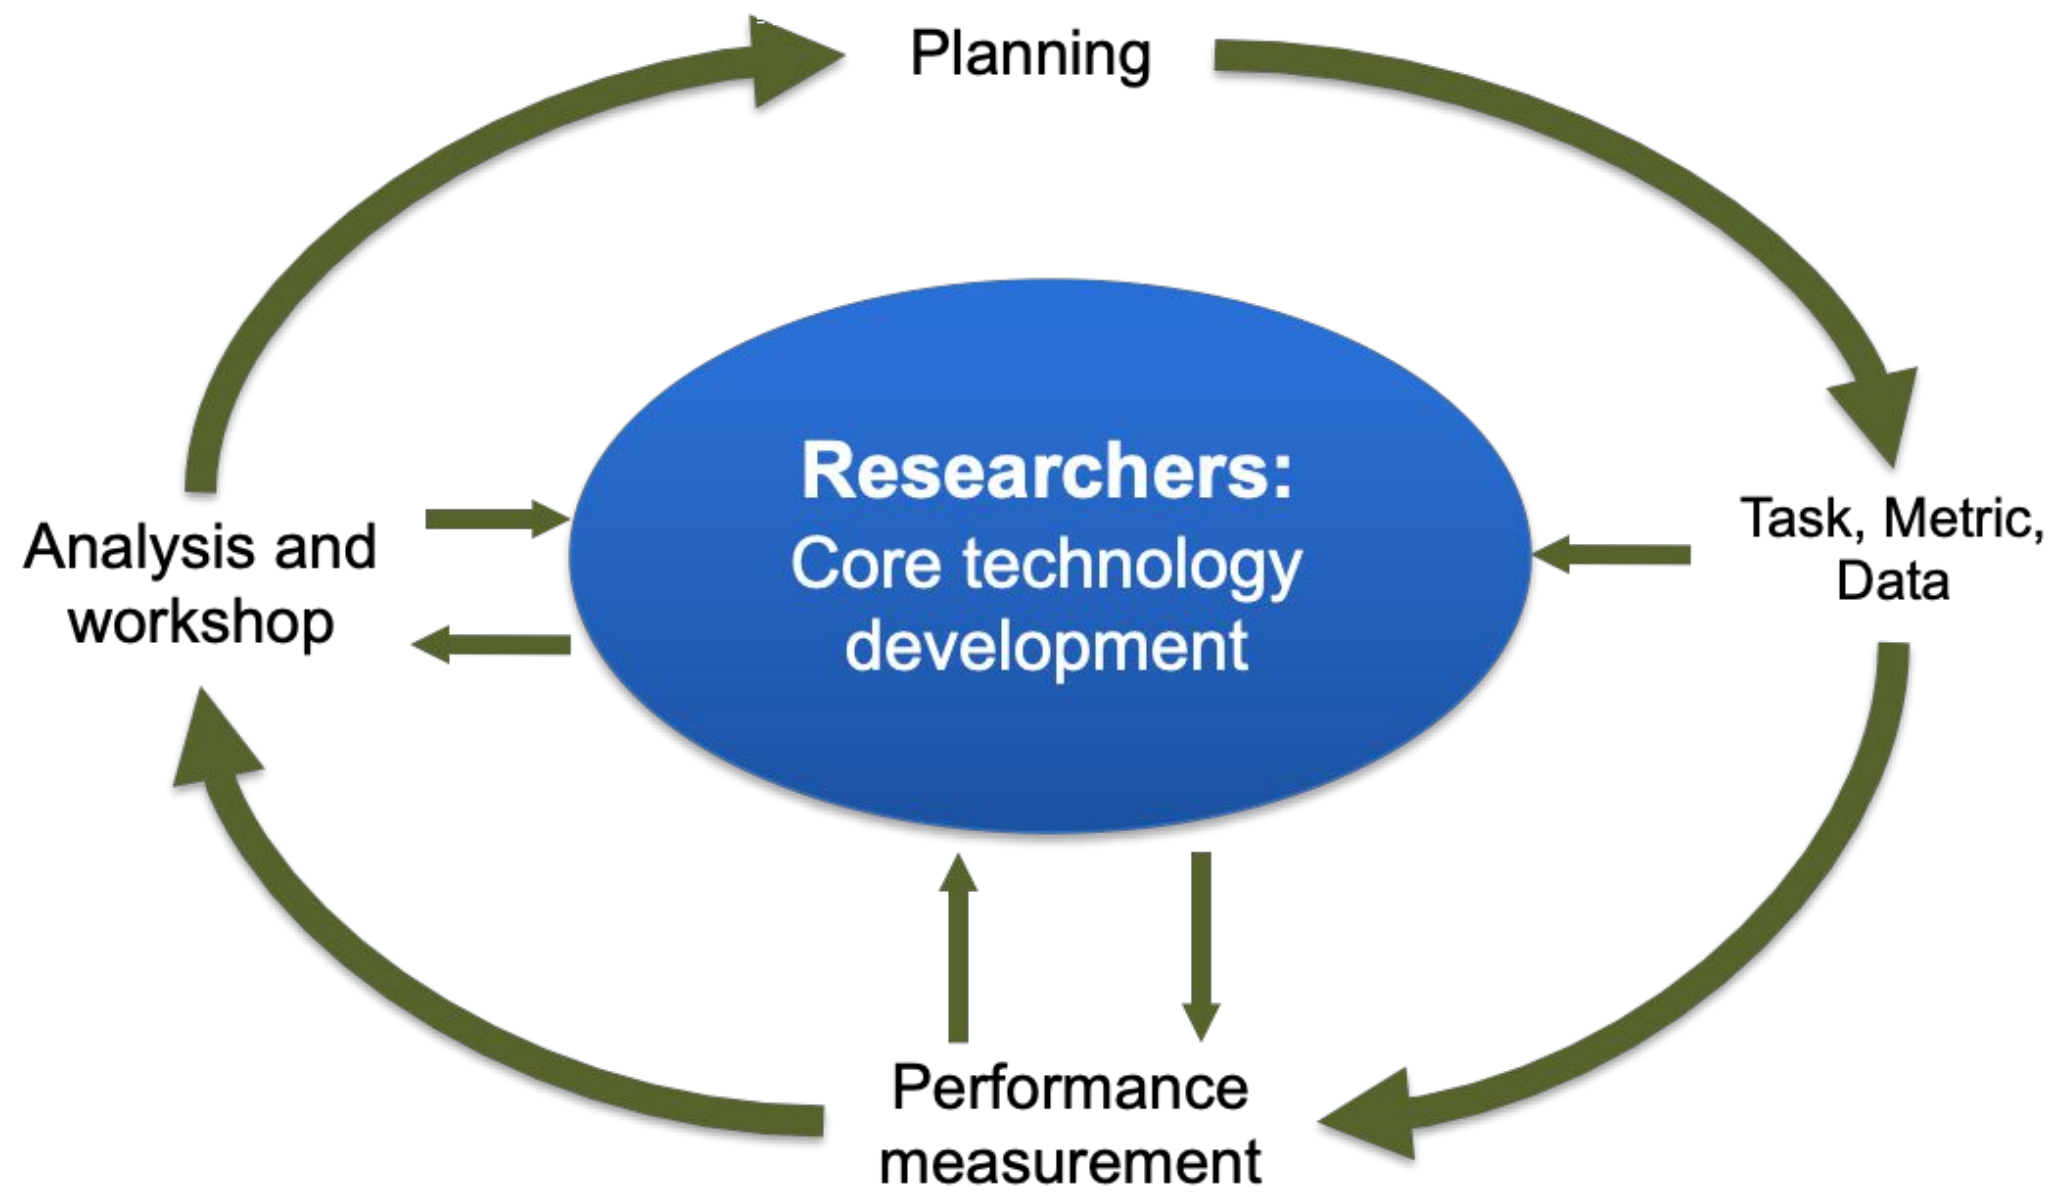 Planning
Researchers:
Core technology
development
Task, Metric,
Data
Analysis and
workshop
Performance
measurement